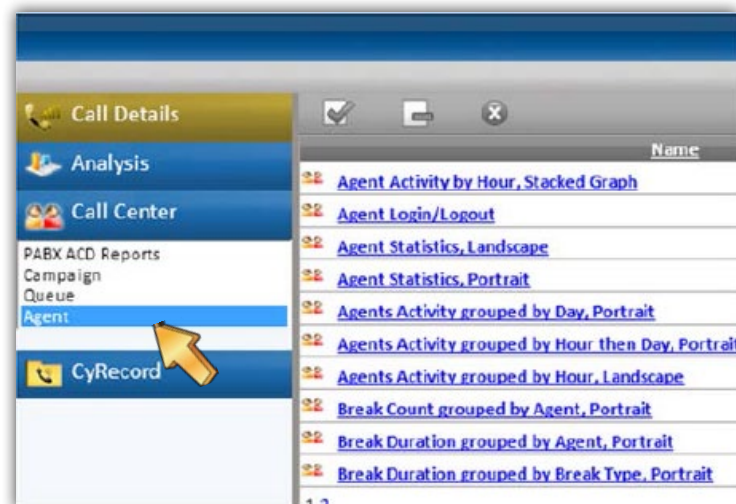 Call Details
Analysis
Call Center
PABX ACD Reports
Campaign
Queue
Agent
CyRecord
Name
Agent Activity by Hour, Stacked Graph
Agent Login/Logout
Agent Statistics, Landscape
Agent Statistics, Portrait
Agents Activity grouped by Day, Portrait
Agents Activity grouped by Hour then Day, Portrait
Agents Activity grouped by Hour, Landscape
Break Count grouped by Agent, Portrait
Break Duration grouped by Agent, Portrait
Break Duration grouped by Break Type, Portrait
1 2